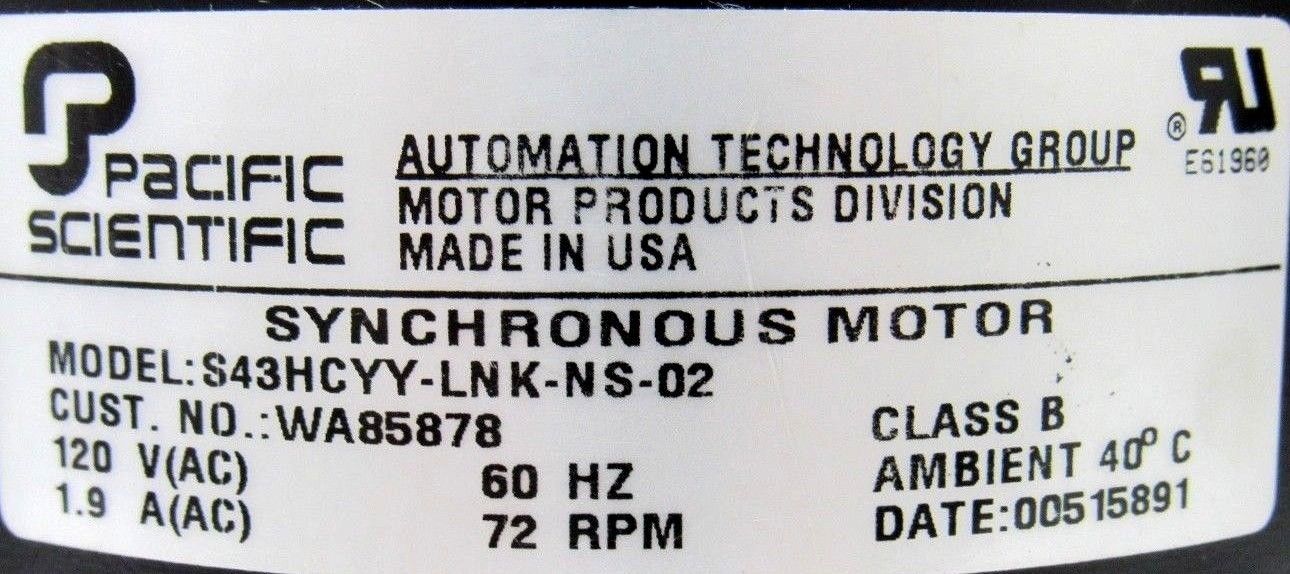 PACIFIC
SCIENTIFIC
AUTOMATION TECHNOLOGY GROUP
MOTOR PRODUCTS DIVISION
MADE IN USA
RU ®
E61960
SYNCHRONOUS MOTOR
MODEL:S43HCYY-LNK-NS-02
CUST. NO.:WA85878
120 V(AC)
1.9 A(AC)
60 HZ
72 RPM
CLASS B
AMBIENT 40° C
DATE:00515891